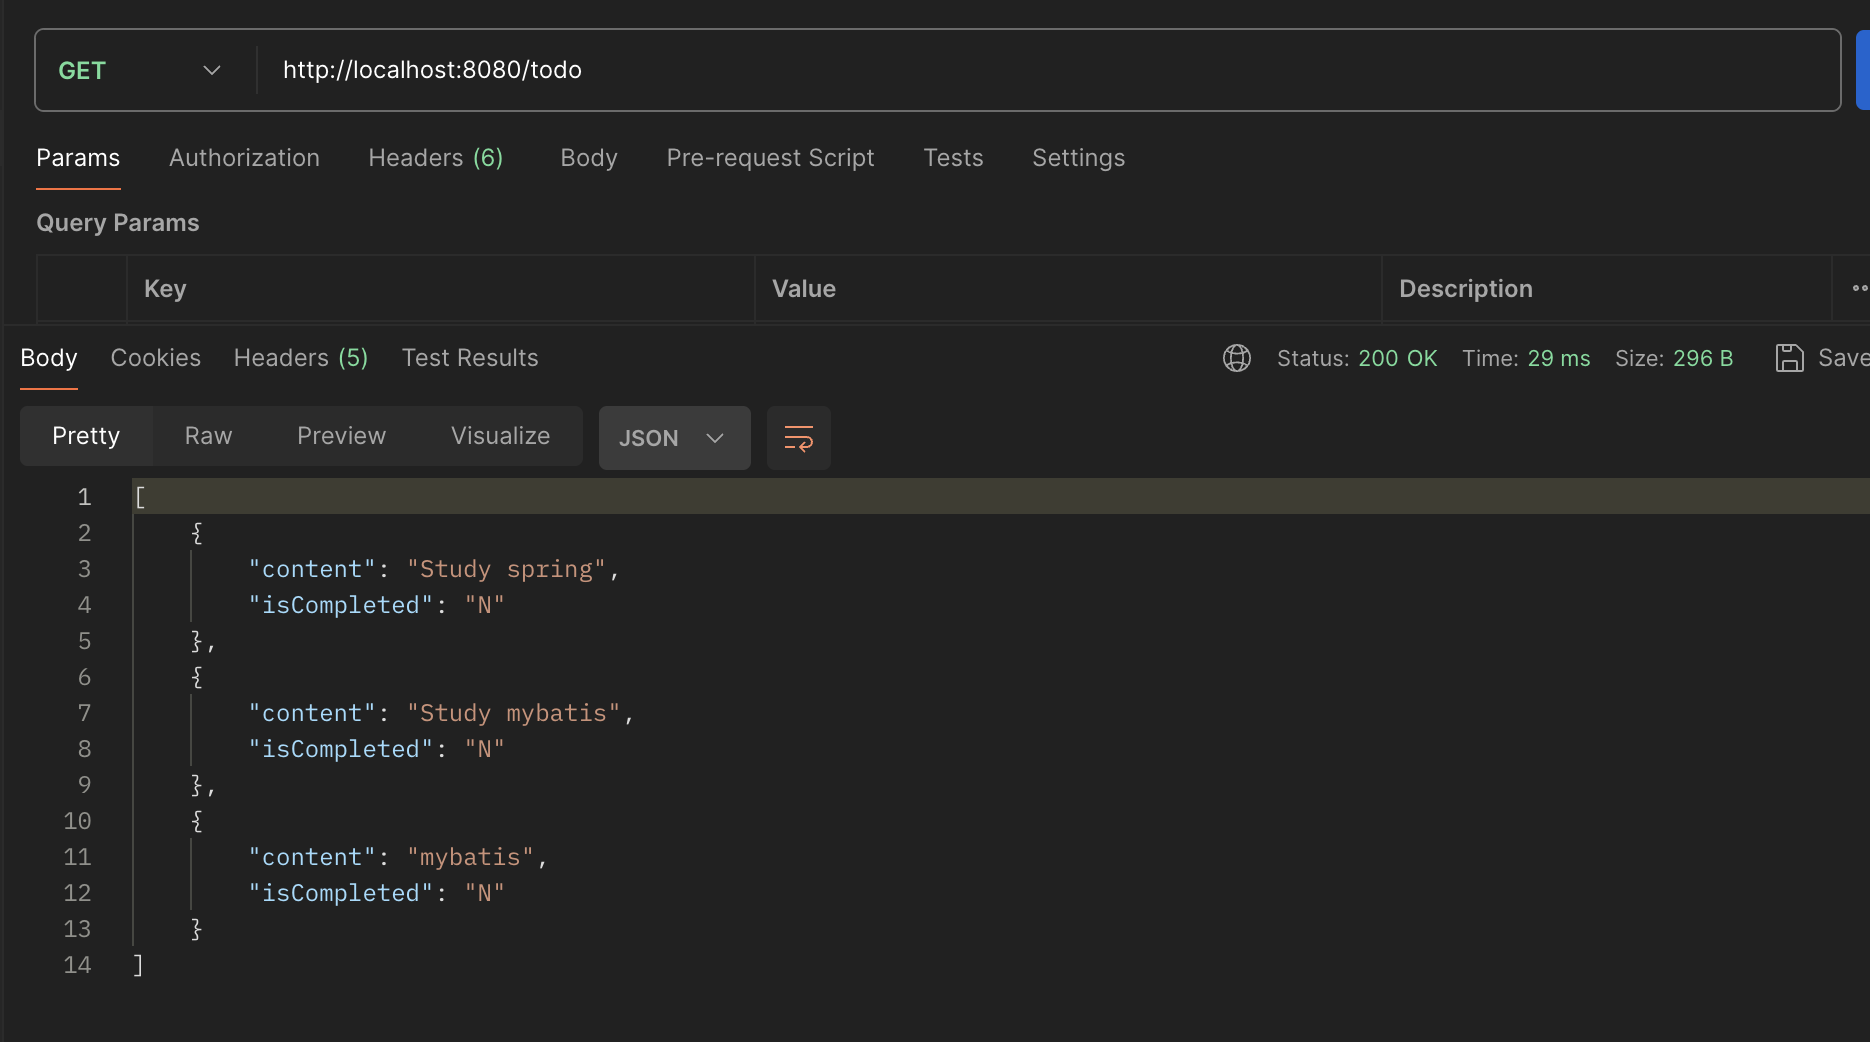 GET http://localhost:8080/todo
Params Authorization Headers (6) Body Pre-request Script Tests Settings
Query Params
Key Value Description
Body Cookies Headers (5) Test Results Status: 200 OK Time: 29 ms Size: 296 B Save
Pretty Raw Preview Visualize JSON
1 [
2 {
3 "content": "Study spring",
4 "isCompleted": "N"
5 },
6 {
7 "content": "Study mybatis",
8 "isCompleted": "N"
9 },
10 {
11 "content": "mybatis",
12 "isCompleted": "N"
13 }
14 ]